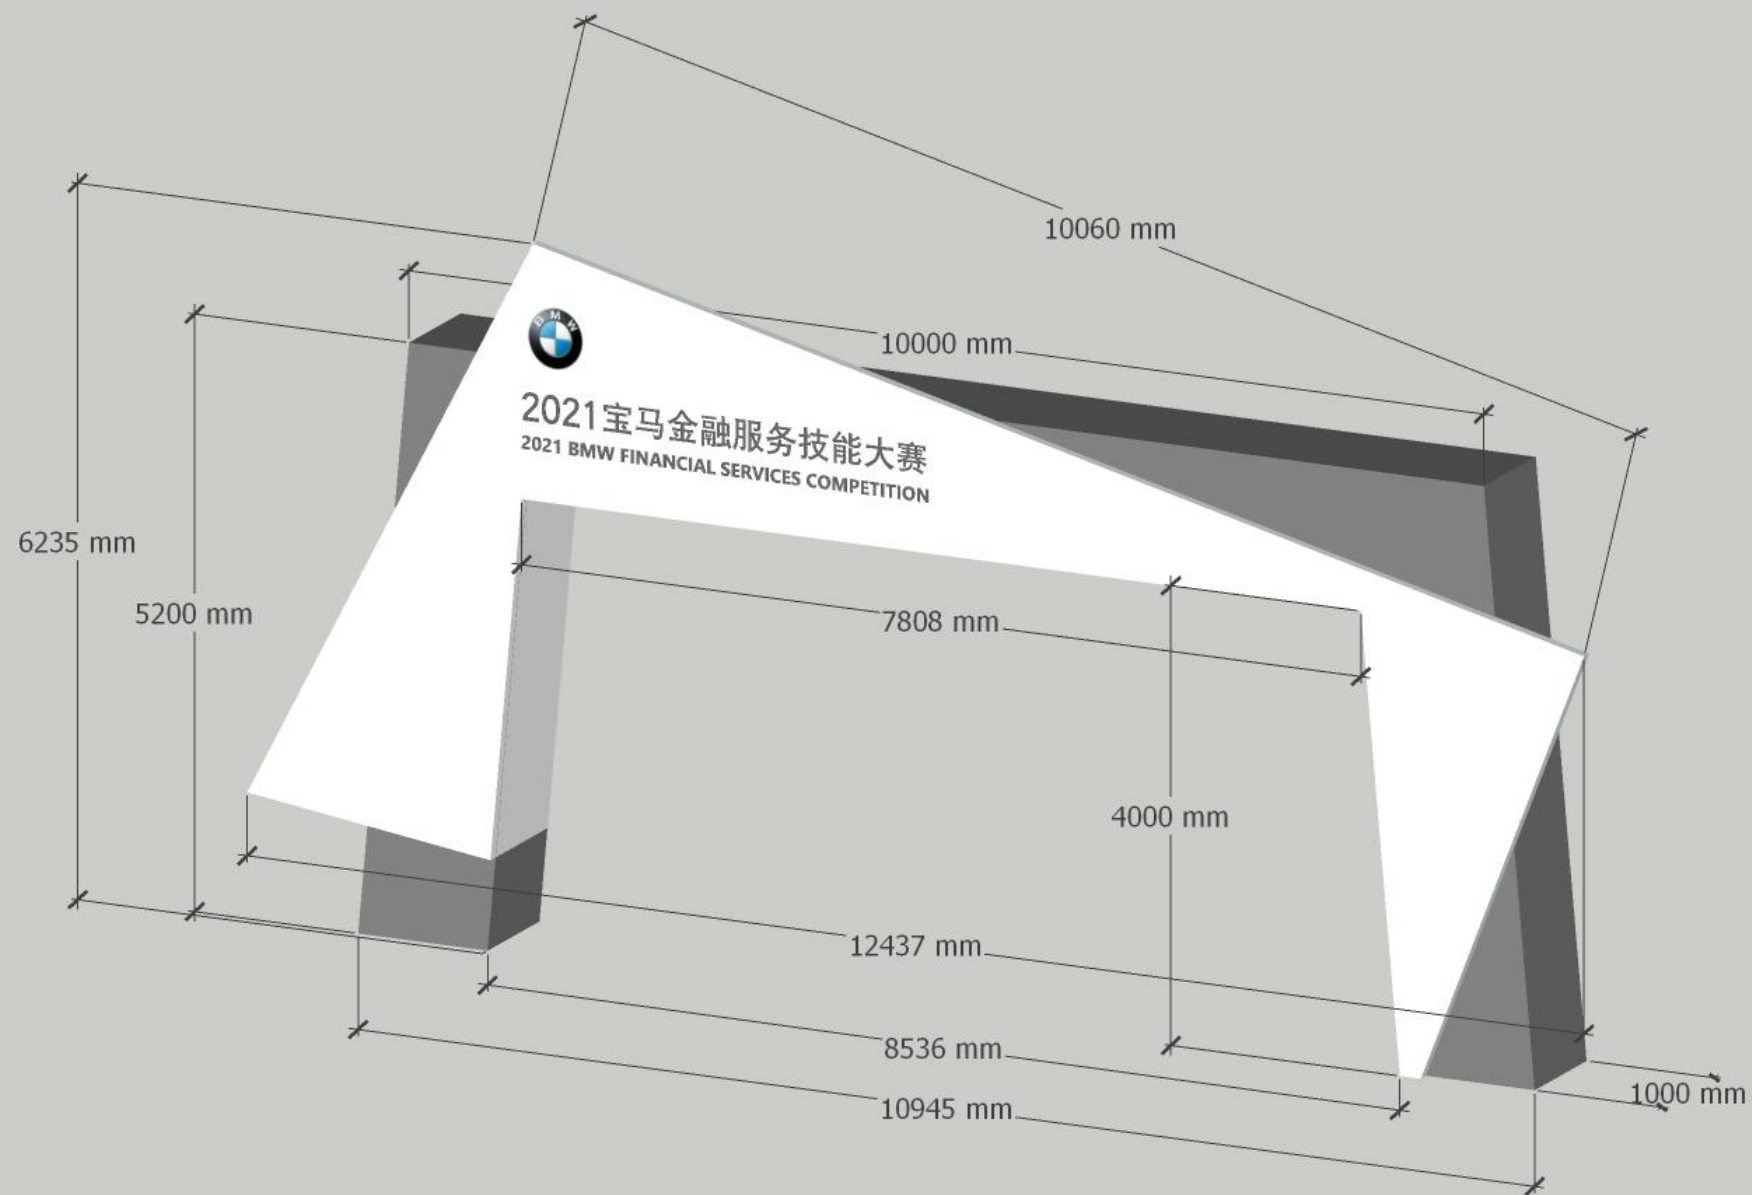 10060 mm
10000 mm
BMW
2021宝马金融服务技能大赛
2021 BMW FINANCIAL SERVICES COMPETITION
6235 mm
5200 mm
7808 mm
4000 mm
12437 mm
8536 mm
1000 mm
10945 mm